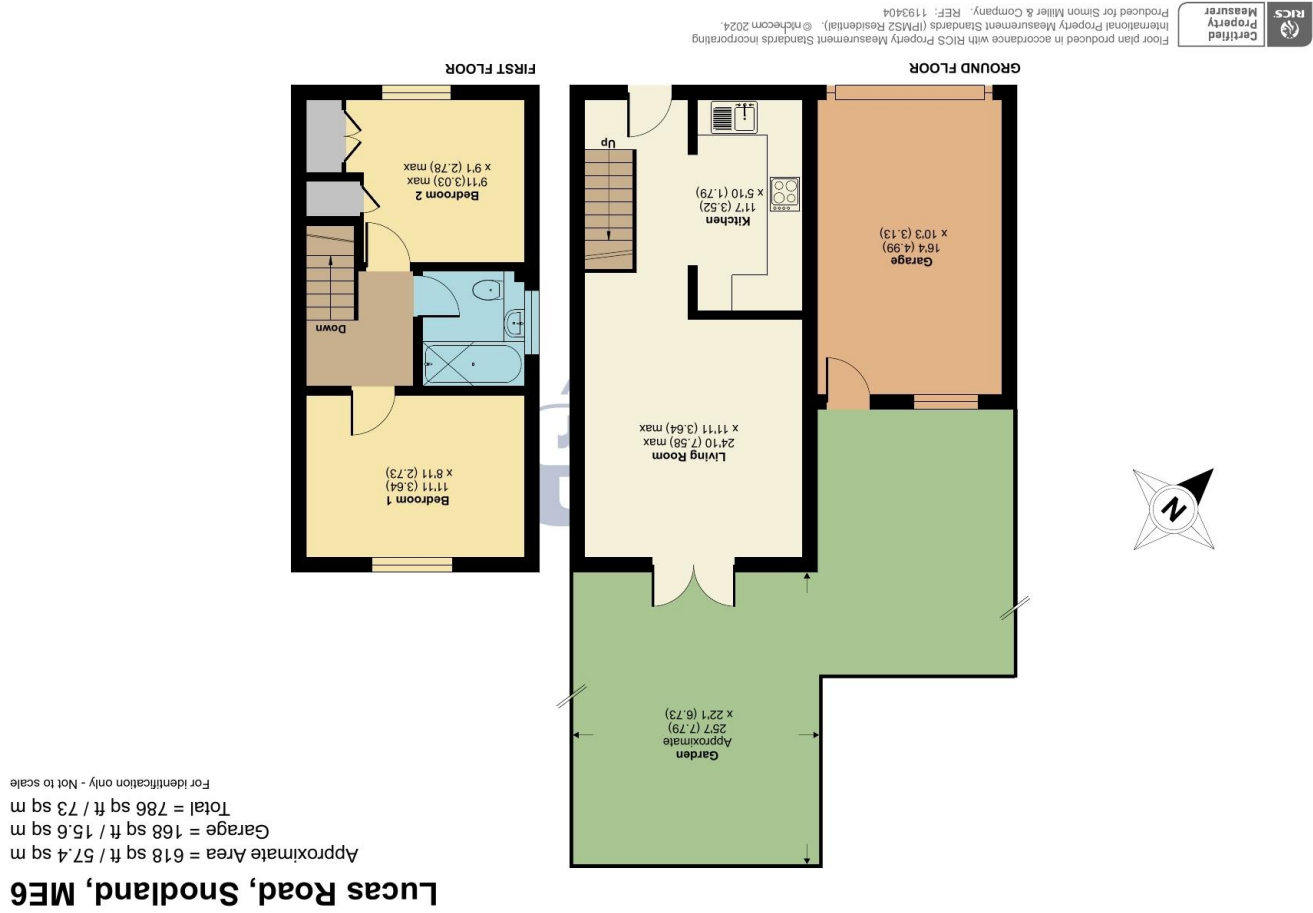 Lucas Road, Snodland, ME6
Approximate Area = 618 sq ft / 57.4 sq m
Garage = 168 sq ft / 15.6 sq m
Total = 786 sq ft / 73 sq m
For identification only - Not to scale
Garden
Approximate
25'7 (7.79)
x 22'1 (6.73)
N
Living Room
24'10 (7.58) max
x 11'11 (3.64) max
Bedroom 1
11'11 (3.64)
x 8'11 (2.73)
Down
Garage
16'4 (4.99)
x 10'3 (3.13)
Kitchen
11'7 (3.52)
x 5'10 (1.79)
Up
Bedroom 2
9'11(3.03) max
x 9'1 (2.78) max
GROUND FLOOR
FIRST FLOOR
RICS
Certified
Property
Measurer
Floor plan produced in accordance with RICS Property Measurement Standards incorporating
International Property Measurement Standards (IPMS2 Residential). © nichecom 2024.
Produced for Simon Miller & Company. REF: 1193404